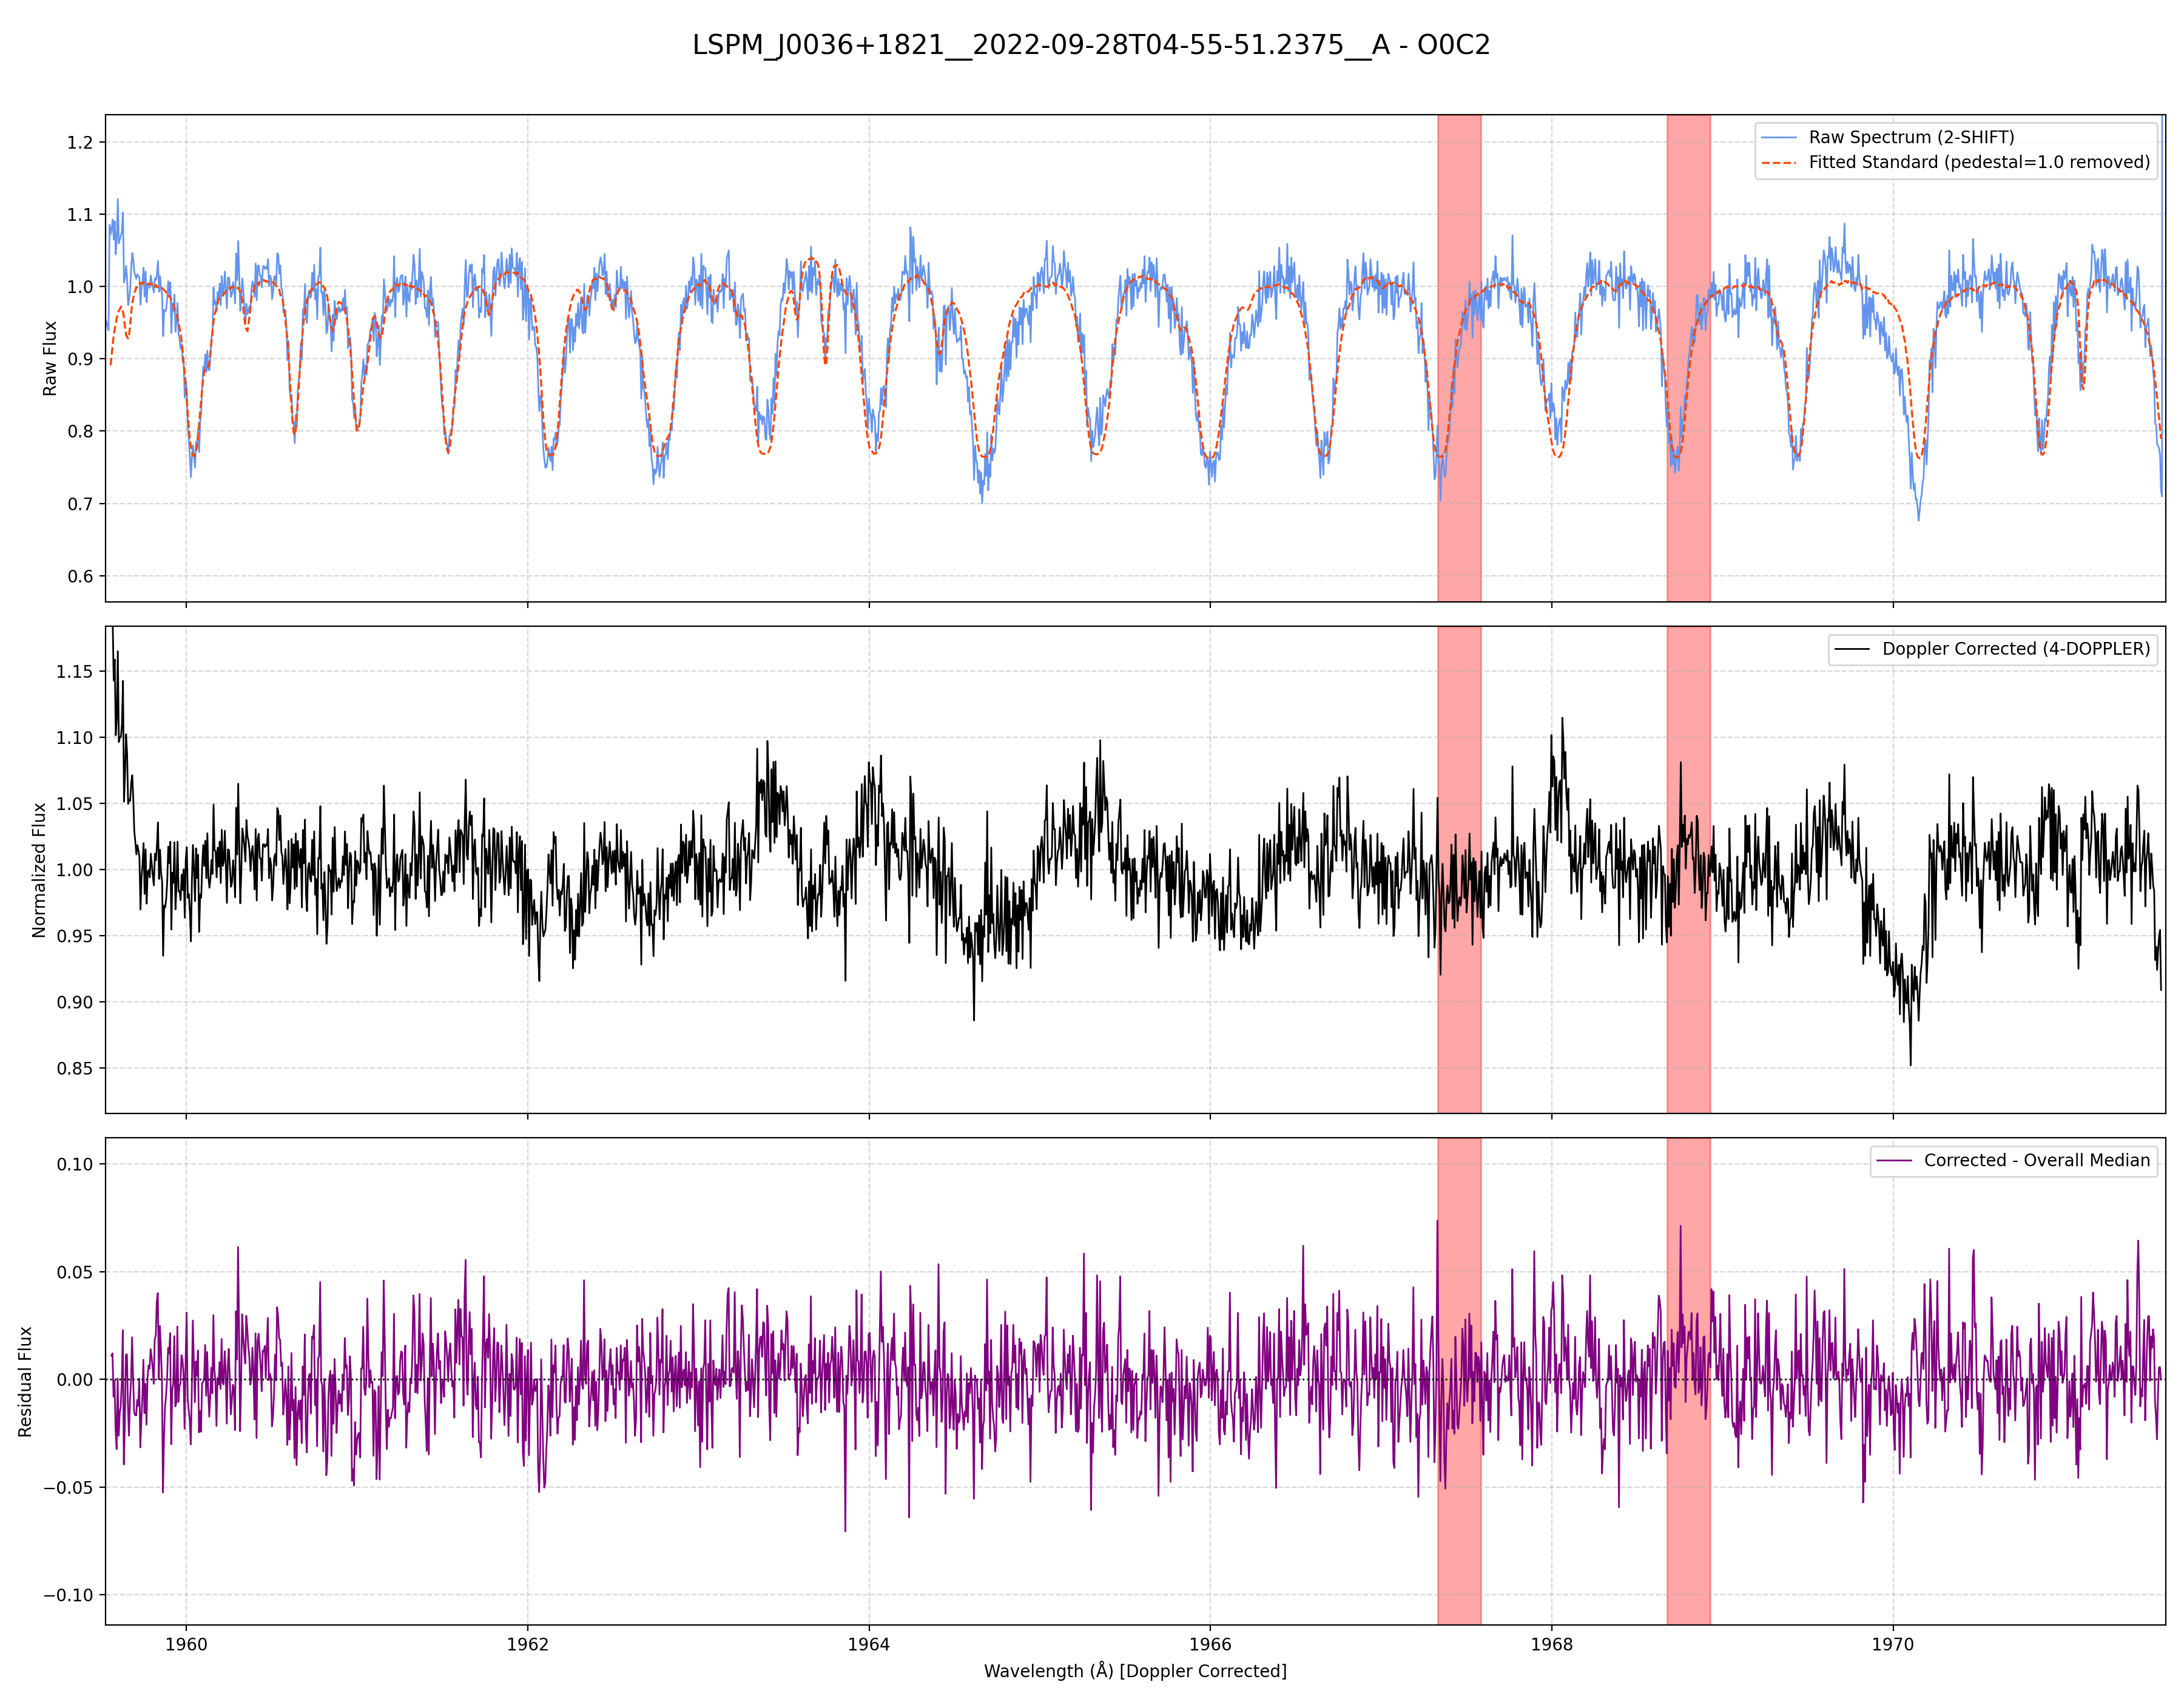 LSPM_J0036+1821__2022-09-28T04-55-51.2375__A - O0C2
Raw Flux
1.2
1.1
1.0
0.9
0.8
0.7
0.6
Raw Spectrum (2-SHIFT)
Fitted Standard (pedestal=1.0 removed)
Normalized Flux
1.15
1.10
1.05
1.00
0.95
0.90
0.85
Doppler Corrected (4-DOPPLER)
Residual Flux
0.10
0.05
0.00
−0.05
−0.10
Corrected - Overall Median
1960 1962 1964 1966 1968 1970
Wavelength (Å) [Doppler Corrected]